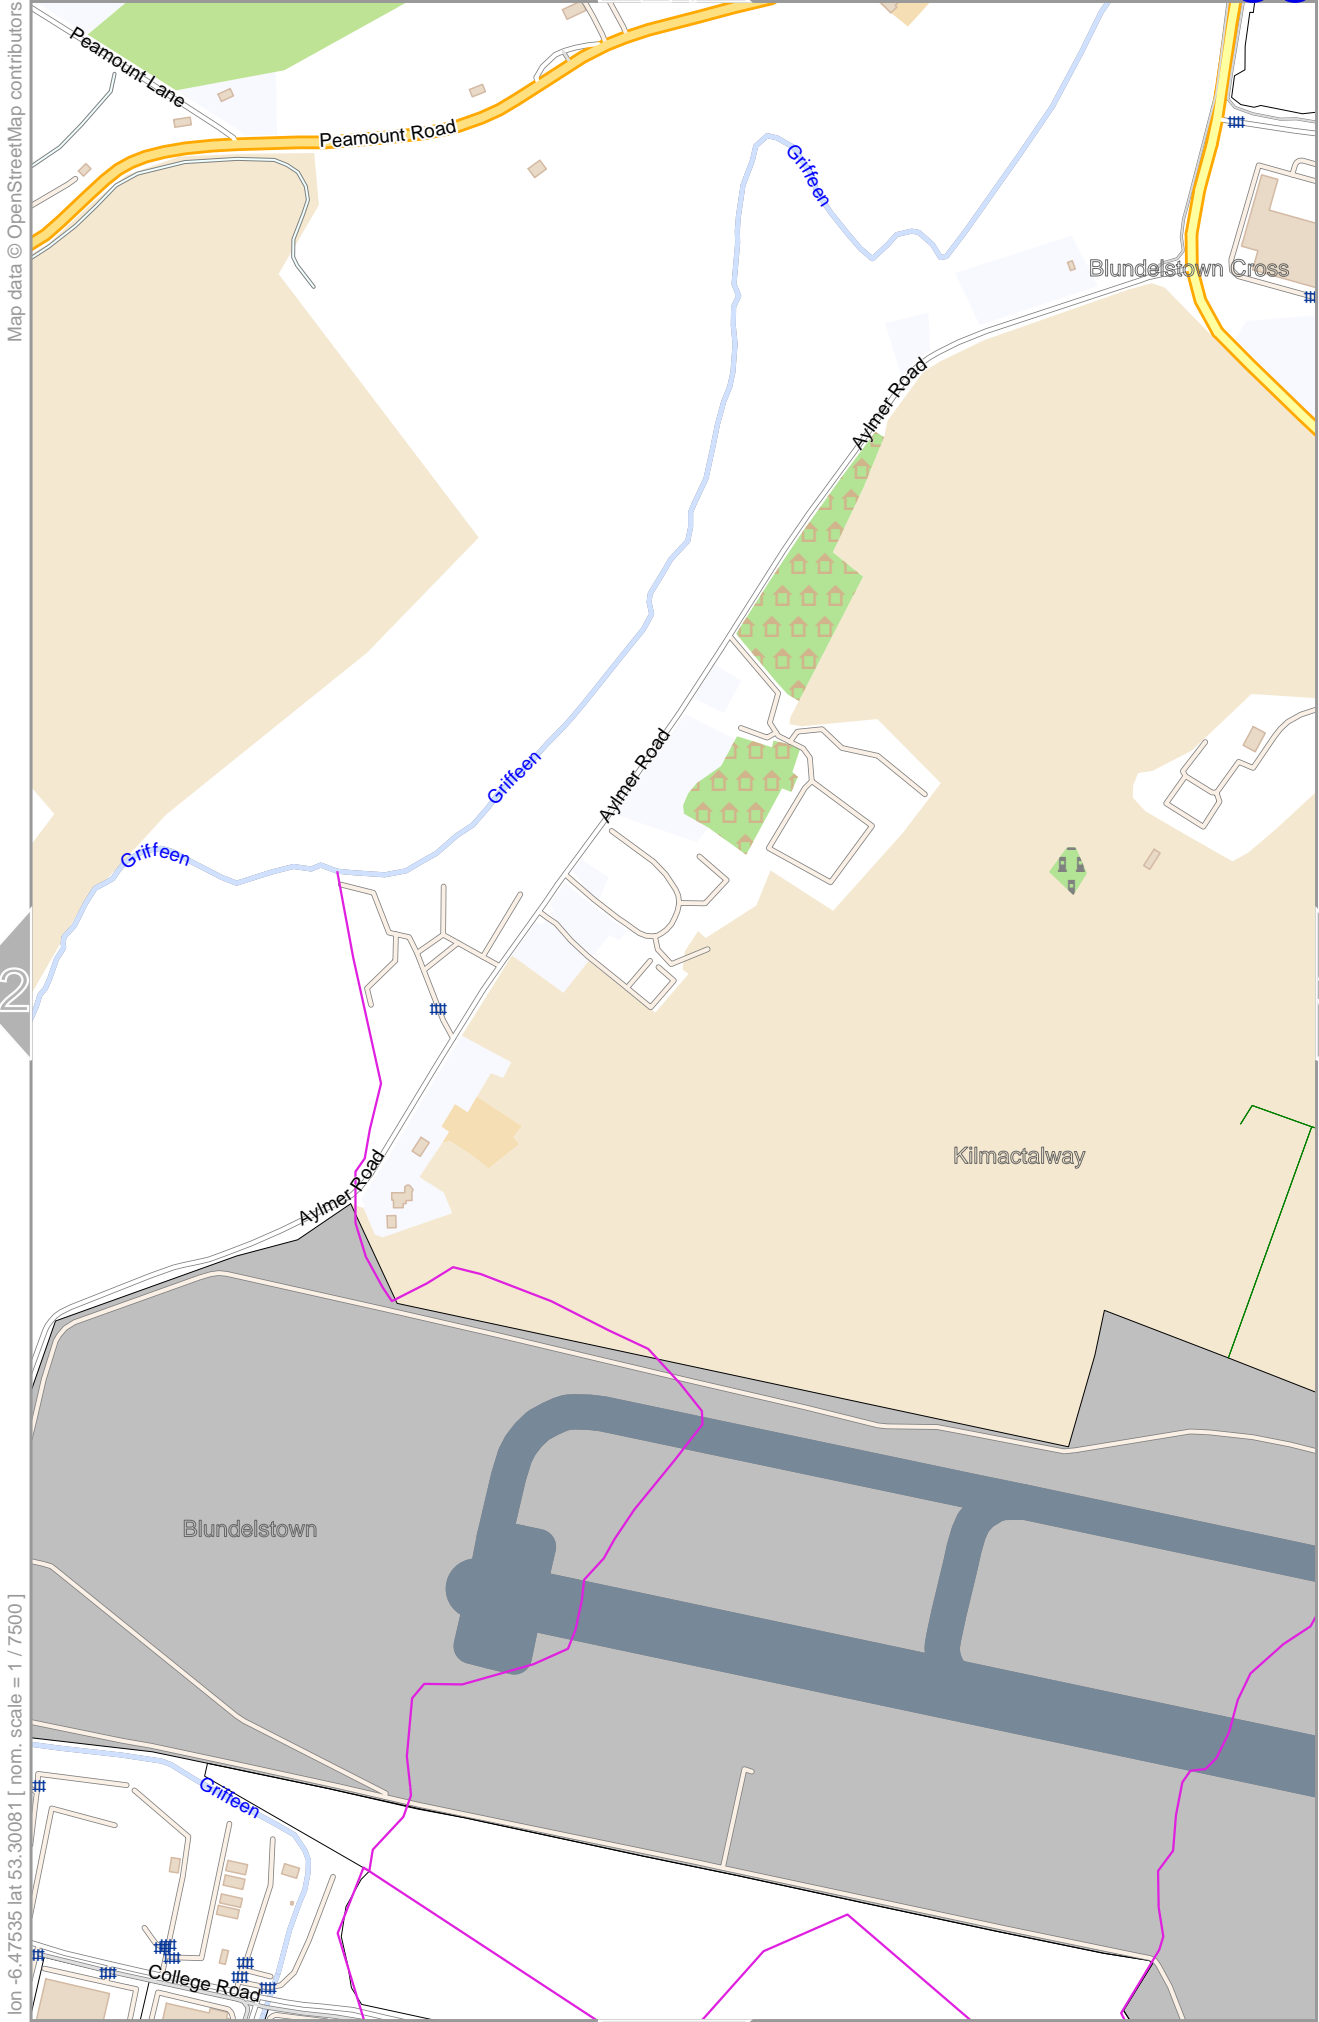 Map data © OpenStreetMap contributors
Peamount Lane
Peamount Road
Griffeen
Blundelstown Cross
Aylmer Road
Aylmer Road
Griffeen
Griffeen
2
Kilmactalway
Aylmer Road
Blundelstown
lon -6.47535 lat 53.30081 [ nom. scale = 1 / 7500 ]
Griffeen
College Road